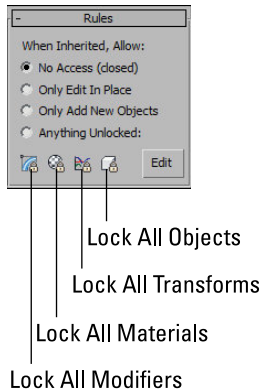 - Rules
When Inherited, Allow:
No Access (closed)
Only Edit In Place
Only Add New Objects
Anything Unlocked:
Edit
Lock All Objects
Lock All Transforms
Lock All Materials
Lock All Modifiers